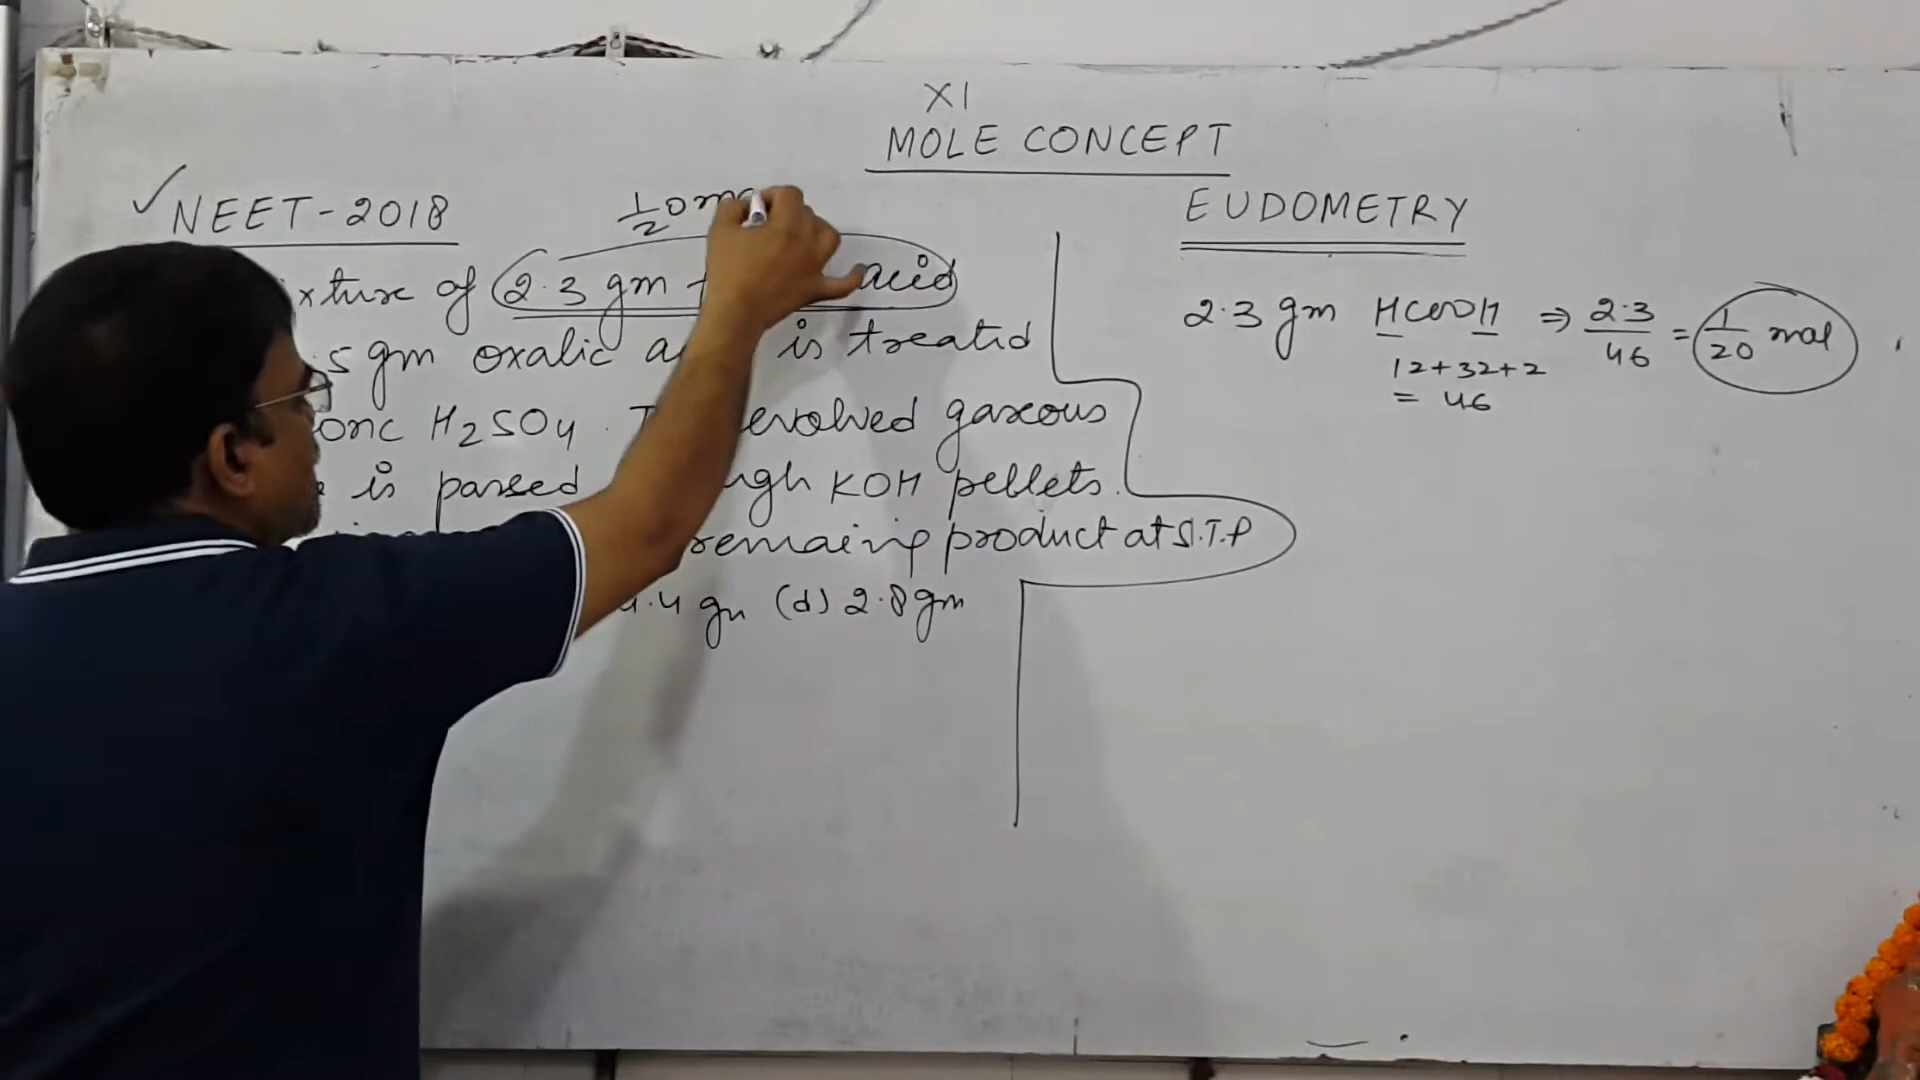 XI
MOLE CONCEPT
✓ NEET-2018
1/20 m
xture of 2.3 gm acid
.5 gm oxalic a is treated
conc H2SO4. evolved gaseous
is passed ugh KOH pellets.
remaing product at S.T.P
4.4 gm (d) 2.8 gm
EUDOMETRY
2.3 gm HCOOH ⇒ 2.3/46 = 1/20 mol
12+32+2
= 46